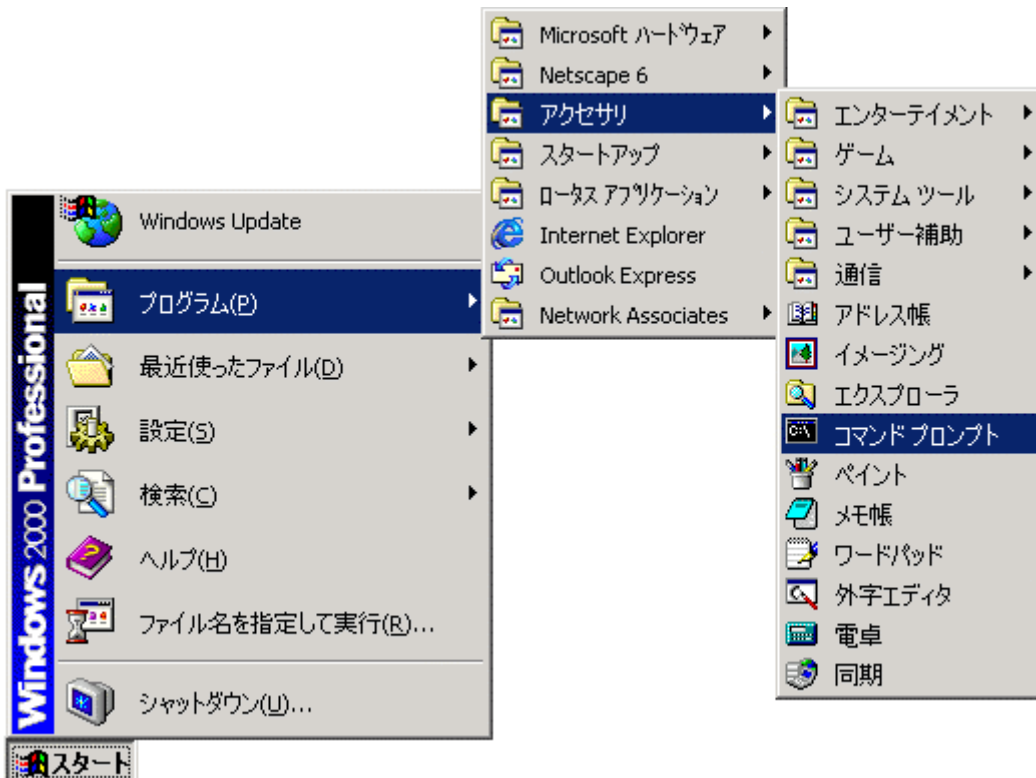 Microsoft ハードウェア
Netscape 6
アクセサリ
スタートアップ
ロータス アプリケーション
Internet Explorer
Outlook Express
Network Associates
エンターテイメント
ゲーム
システム ツール
ユーザー補助
通信
アドレス帳
イメージング
エクスプローラ
コマンド プロンプト
ペイント
メモ帳
ワードパッド
外字エディタ
電卓
同期
Windows Update
プログラム(P)
最近使ったファイル(D)
設定(S)
検索(C)
ヘルプ(H)
ファイル名を指定して実行(R)...
シャットダウン(U)...
Windows 2000 Professional
スタート
C:\